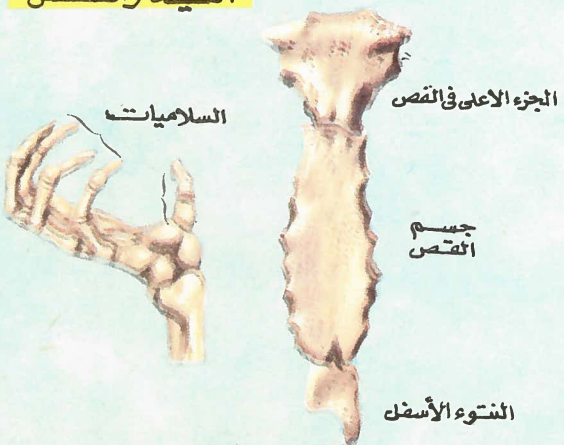 السلاميات
الجزء الاعلى فى القص
جسم
القص
النتوء الأسفل